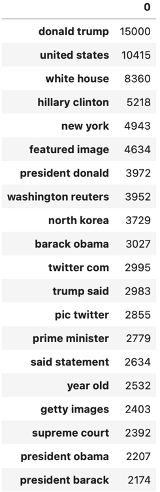 0
donald trump 15000
united states 10415
white house 8360
hillary clinton 5218
new york 4943
featured image 4634
president donald 3972
washington reuters 3952
north korea 3729
barack obama 3027
twitter com 2995
trump said 2983
pic twitter 2855
prime minister 2779
said statement 2634
year old 2532
getty images 2403
supreme court 2392
president obama 2207
president barack 2174